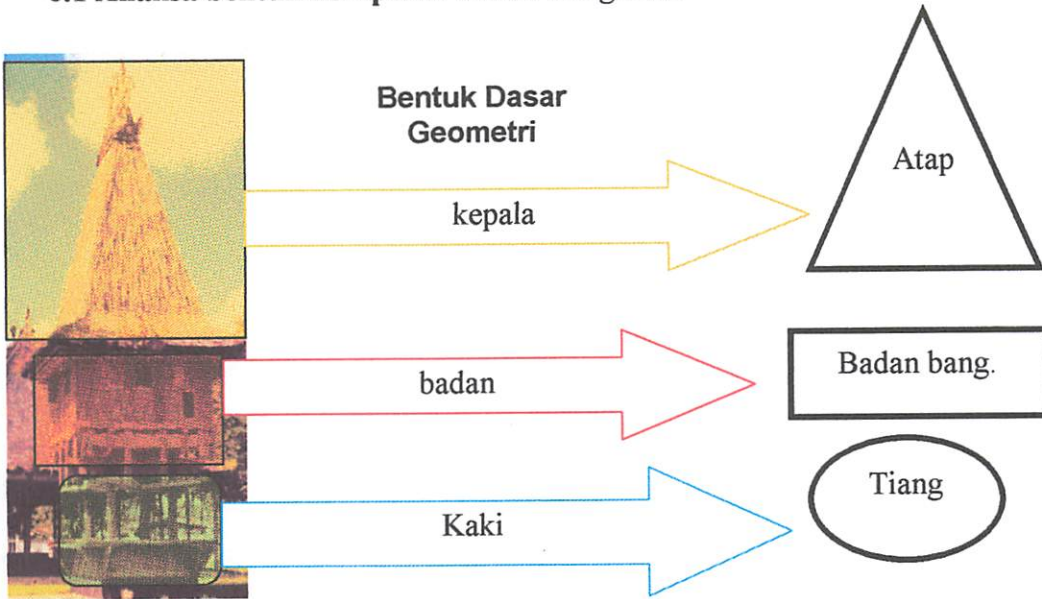 Bentuk Dasar
Geometri
Atap
kepala
Badan bang.
badan
Tiang
Kaki